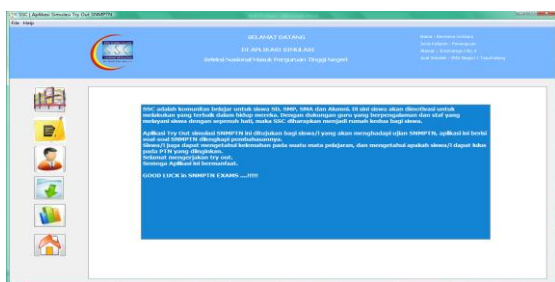 SSC | Aplikasi Simulasi Try Out SNMPTN
File Help
SELAMAT DATANG
DI APLIKASI SIMULASI
Seleksi Nasional Masuk Perguruan Tinggi Negeri
SSC
SSC adalah komunitas belajar untuk siswa SD, SMP, SMA dan Alumni. Di sini siswa akan dimotivasi untuk
melakukan yang terbaik dalam hidup mereka. Dengan dukungan guru yang berpengalaman dan staf yang
melayani siswa dengan sepenuh hati, maka SSC diharapkan menjadi rumah kedua bagi siswa.
Aplikasi Try Out simulasi SNMPTN ini ditujukan bagi siswa/i yang akan menghadapi ujian SNMPTN, aplikasi ini berisi
soal-soal SNMPTN dilengkapi pembahasannya.
Siswa/i juga dapat mengetahui kelemahan pada suatu mata pelajaran, dan mengetahui apakah siswa/i dapat lulus
pada PTN yang diinginkan.
Selamat mengerjakan try out.
Semoga Aplikasi ini bermanfaat.
GOOD LUCK in SNMPTN EXAMS ....!!!!!